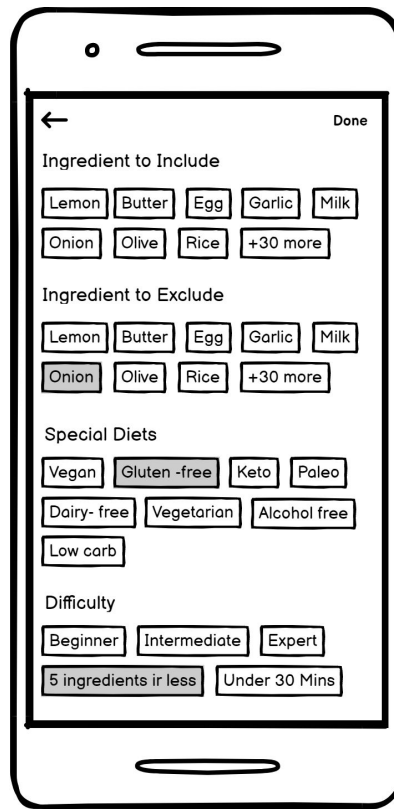 Done
Ingredient to Include
Lemon Butter Egg Garlic Milk
Onion Olive Rice +30 more
Ingredient to Exclude
Lemon Butter Egg Garlic Milk
Onion Olive Rice +30 more
Special Diets
Vegan Gluten -free Keto Paleo
Dairy- free Vegetarian Alcohol free
Low carb
Difficulty
Beginner Intermediate Expert
5 ingredients ir less Under 30 Mins